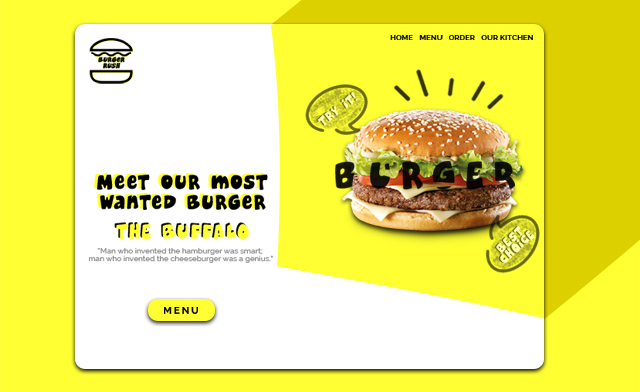 BURGER
RUSH
HOME MENU ORDER OUR KITCHEN
TRY IT!
BURGER
Meet our most
wanted Burger
THE BUFFALO
"Man who invented the hamburger was smart;
man who invented the cheeseburger was a genius."
BEST
CHOICE
MENU